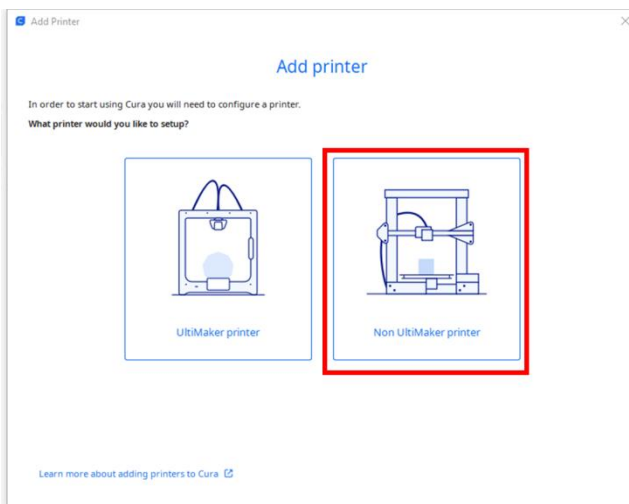 Add Printer
Add printer
In order to start using Cura you will need to configure a printer.
What printer would you like to setup?
UltiMaker printer
Non UltiMaker printer
Learn more about adding printers to Cura